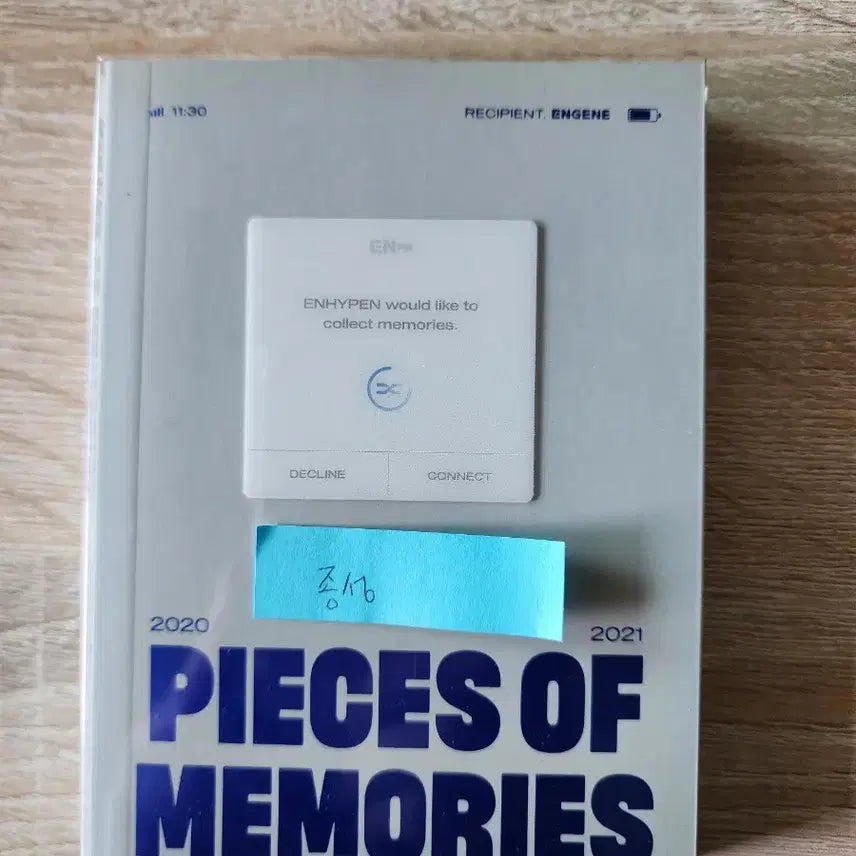 11:30
RECIPIENT. ENGENE
EN
ENHYPEN would like to
collect memories.
DECLINE
CONNECT
종성
2020
2021
PIECES OF
MEMORIES